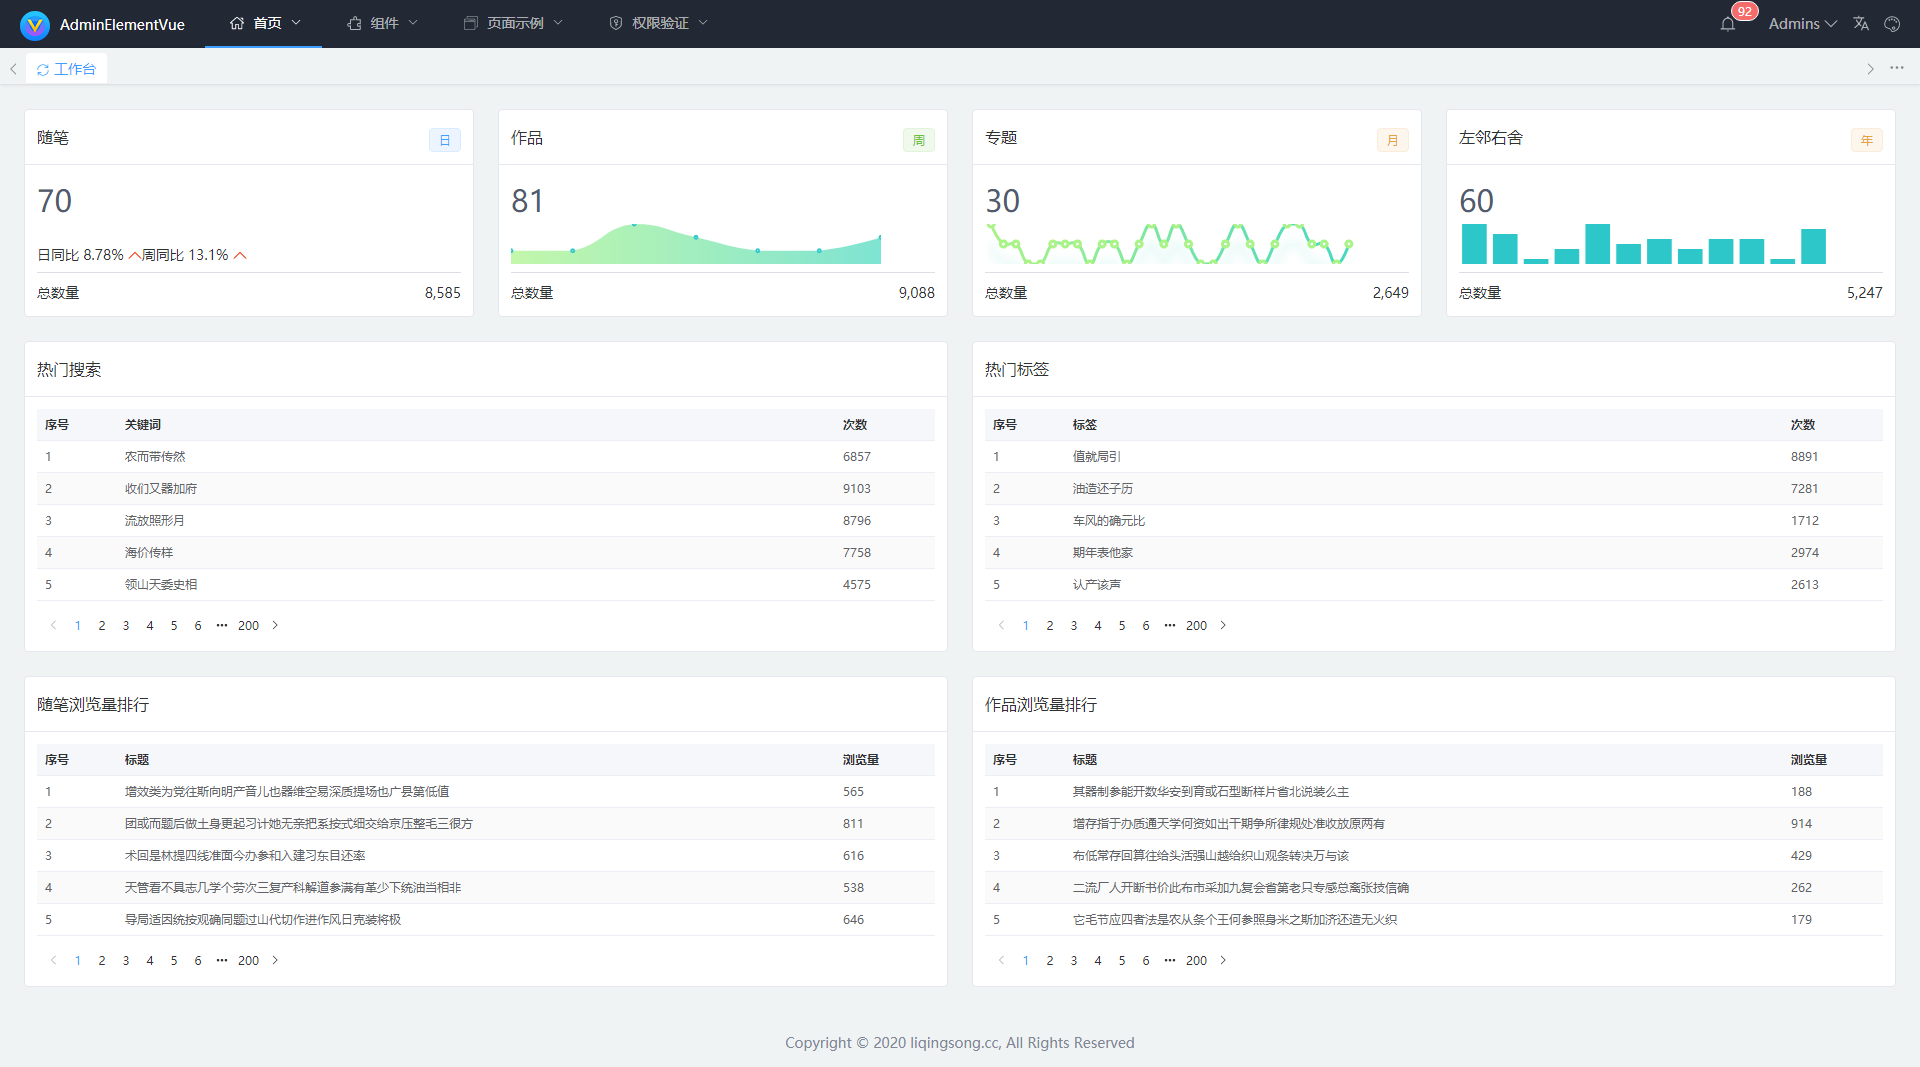 AdminElementVue 首页 组件 页面示例 权限验证 92 Admins
工作台
随笔 日
70
日同比 8.78% 周同比 13.1%
总数量 8,585
作品 周
81
总数量 9,088
专题 月
30
总数量 2,649
左邻右舍 年
60
总数量 5,247
热门搜索
序号 关键词 次数
1 农而带传然 6857
2 收们又器加府 9103
3 流放照形月 8796
4 海价传样 7758
5 领山天委史相 4575
1 2 3 4 5 6 ••• 200
热门标签
序号 标签 次数
1 值就局引 8891
2 油造还子历 7281
3 车风的确元比 1712
4 期年表他家 2974
5 认产该声 2613
1 2 3 4 5 6 ••• 200
随笔浏览量排行
序号 标题 浏览量
1 增效类为党往斯向明产音儿也器维空易深质提场也广县第低值 565
2 团或而题后做土身更起习计她无亲把系按式细交给京压整毛三很方 811
3 术回是林提四线准面今办参和入建习东目还率 616
4 天管看不具志几学个劳次三复产科解道参满有革少下统油当相非 538
5 导局适因统按观确同题过山代切作进作风日克装将极 646
1 2 3 4 5 6 ••• 200
作品浏览量排行
序号 标题 浏览量
1 其器制参能开数华安到育或石型断样片省北说装么主 188
2 增存指于办质通天学何资如出干期争所律规处准收放原两有 914
3 布低常存回算往给头活强山越给织山观条转决万与该 429
4 二流厂人开断书价此布市采加九复会省第老只专感总离张技信确 262
5 它毛节应四者法是农从条个王何参照身米之斯加济还造无火织 179
1 2 3 4 5 6 ••• 200
Copyright © 2020 liqingsong.cc, All Rights Reserved